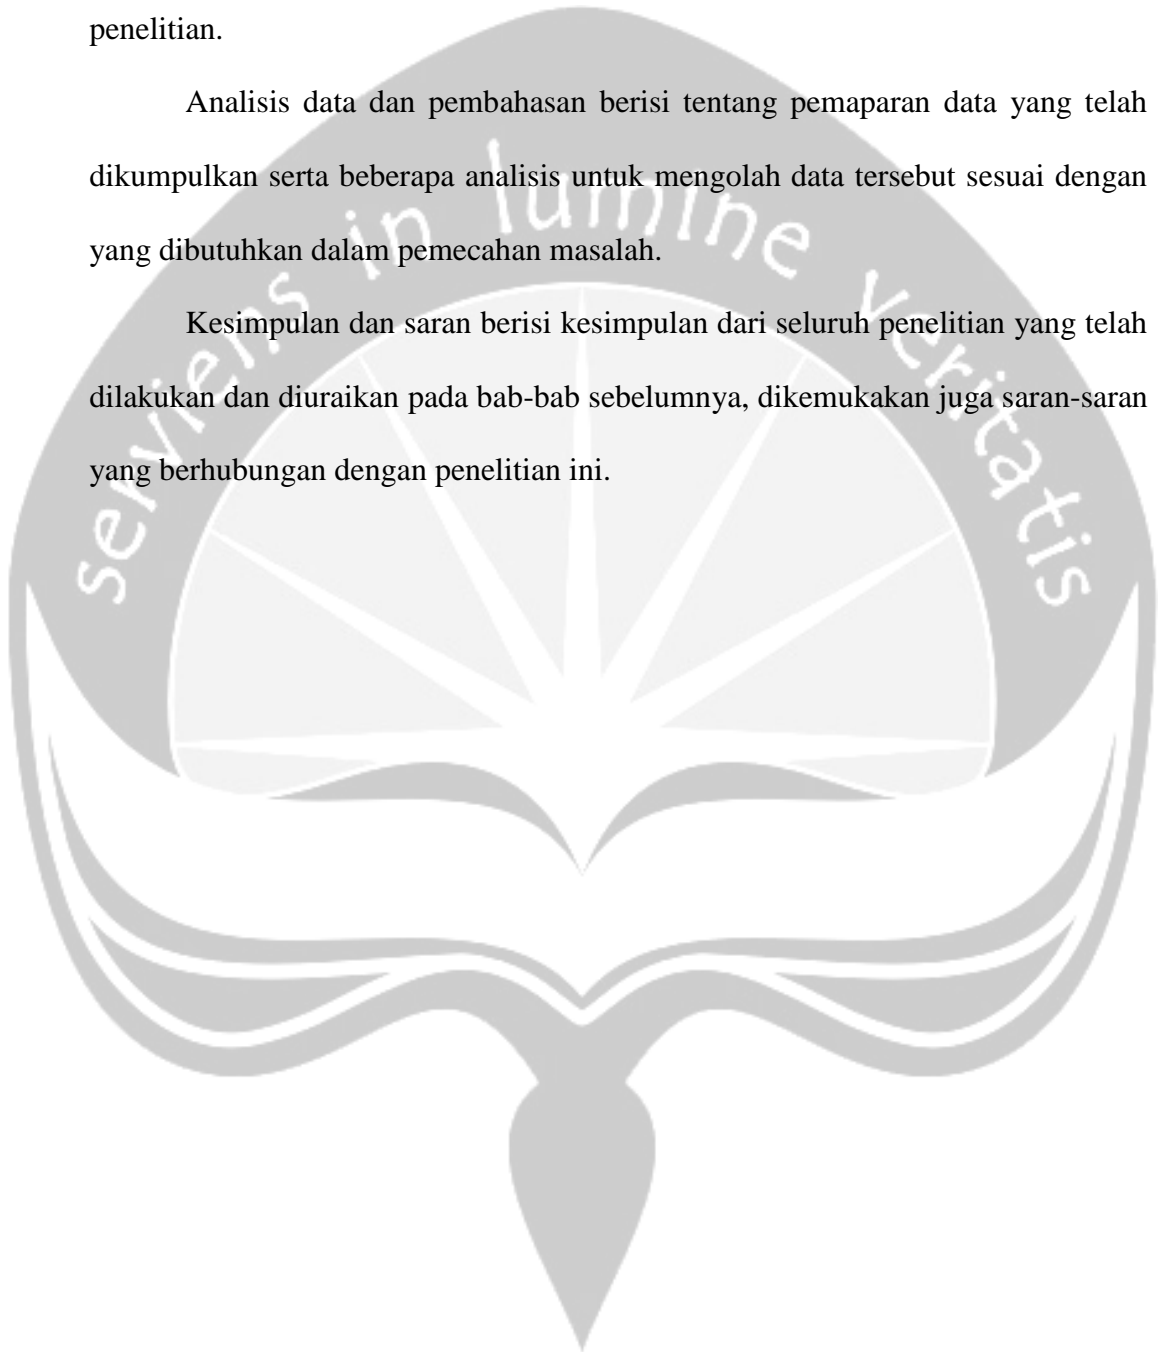 penelitian.
Analisis data dan pembahasan berisi tentang pemaparan data yang telah
dikumpulkan serta beberapa analisis untuk mengolah data tersebut sesuai dengan
yang dibutuhkan dalam pemecahan masalah.
Kesimpulan dan saran berisi kesimpulan dari seluruh penelitian yang telah
dilakukan dan diuraikan pada bab-bab sebelumnya, dikemukakan juga saran-saran
yang berhubungan dengan penelitian ini.
serviens in lumine veritatis